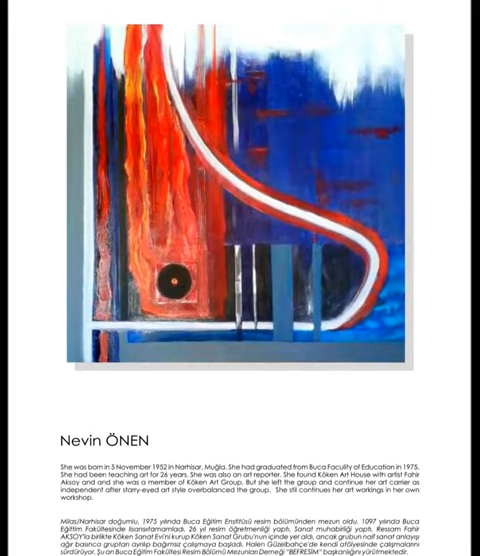 Nevin ÖNEN
She was born in 5 November 1952 in Narhisar, Muğla. She had graduated from Buca Faculity of Education in 1975.
She had been teaching art for 26 years. She was also an art reporter. She found Köken Art House with artist Fahir
Aksoy and and she was a member of Köken Art Group. But she left the group and continue her art carrier as
independent after starry-eyed art style overbalanced the group. She still continues her art workings in her own
workshop.
Milas/Narhisar doğumlu. 1975 yılında Buca Eğitim Enstitüsü resim bölümünden mezun oldu. 1097 yılında Buca
Eğitim Fakültesinde lisansıtamamladı. 26 yıl resim öğretmenliği yaptı. Sanat muhabirliği yaptı. Ressam Fahir
AKSOY'la birlikte Köken Sanat Evi'ni kurup Köken Sanat Grubu'nun içinde yer aldı, ancak grubun naif sanat anlayışı
ağır basınca gruptan ayrılıp bağımsız çalışmaya başladı. Halen Güzelbahçe'de kendi atölyesinde çalışmalarını
sürdürüyor. Şu an Buca Eğitim Fakültesi Resim Bölümü Mezunları Derneği "BEFRESİM" başkanlığını yürütmektedir.